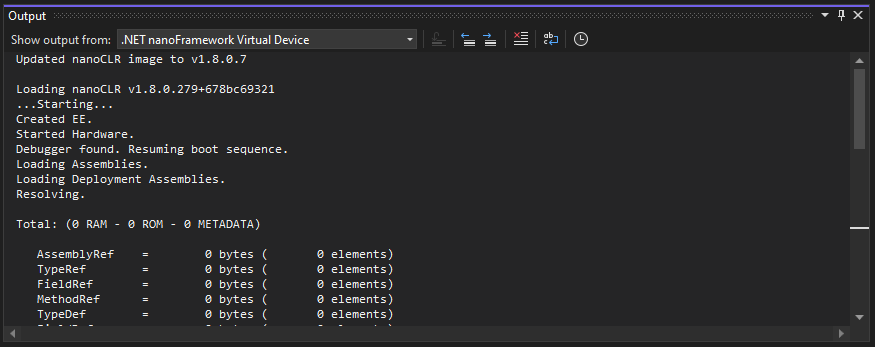 Output
Show output from: .NET nanoFramework Virtual Device
Updated nanoCLR image to v1.8.0.7
Loading nanoCLR v1.8.0.279+678bc69321
...Starting...
Created EE.
Started Hardware.
Debugger found. Resuming boot sequence.
Loading Assemblies.
Loading Deployment Assemblies.
Resolving.
Total: (0 RAM - 0 ROM - 0 METADATA)
AssemblyRef    =        0 bytes (       0 elements)
TypeRef        =        0 bytes (       0 elements)
FieldRef       =        0 bytes (       0 elements)
MethodRef      =        0 bytes (       0 elements)
TypeDef        =        0 bytes (       0 elements)